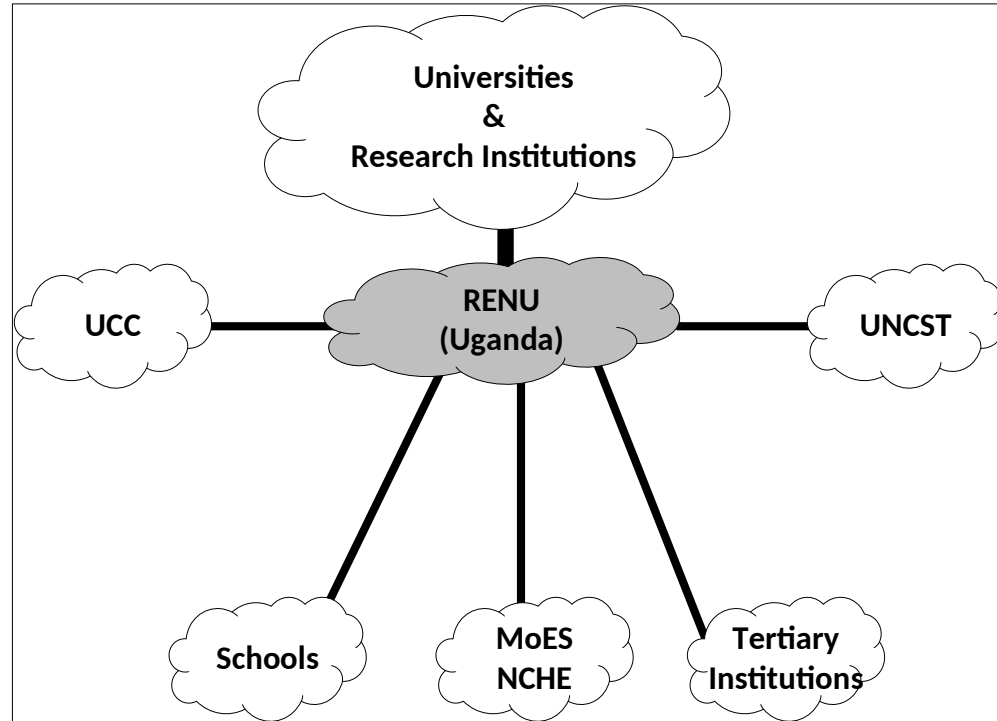 Universities
&
Research Institutions
RENU
(Uganda)
UCC
UNCST
Schools
MoES
NCHE
Tertiary
Institutions